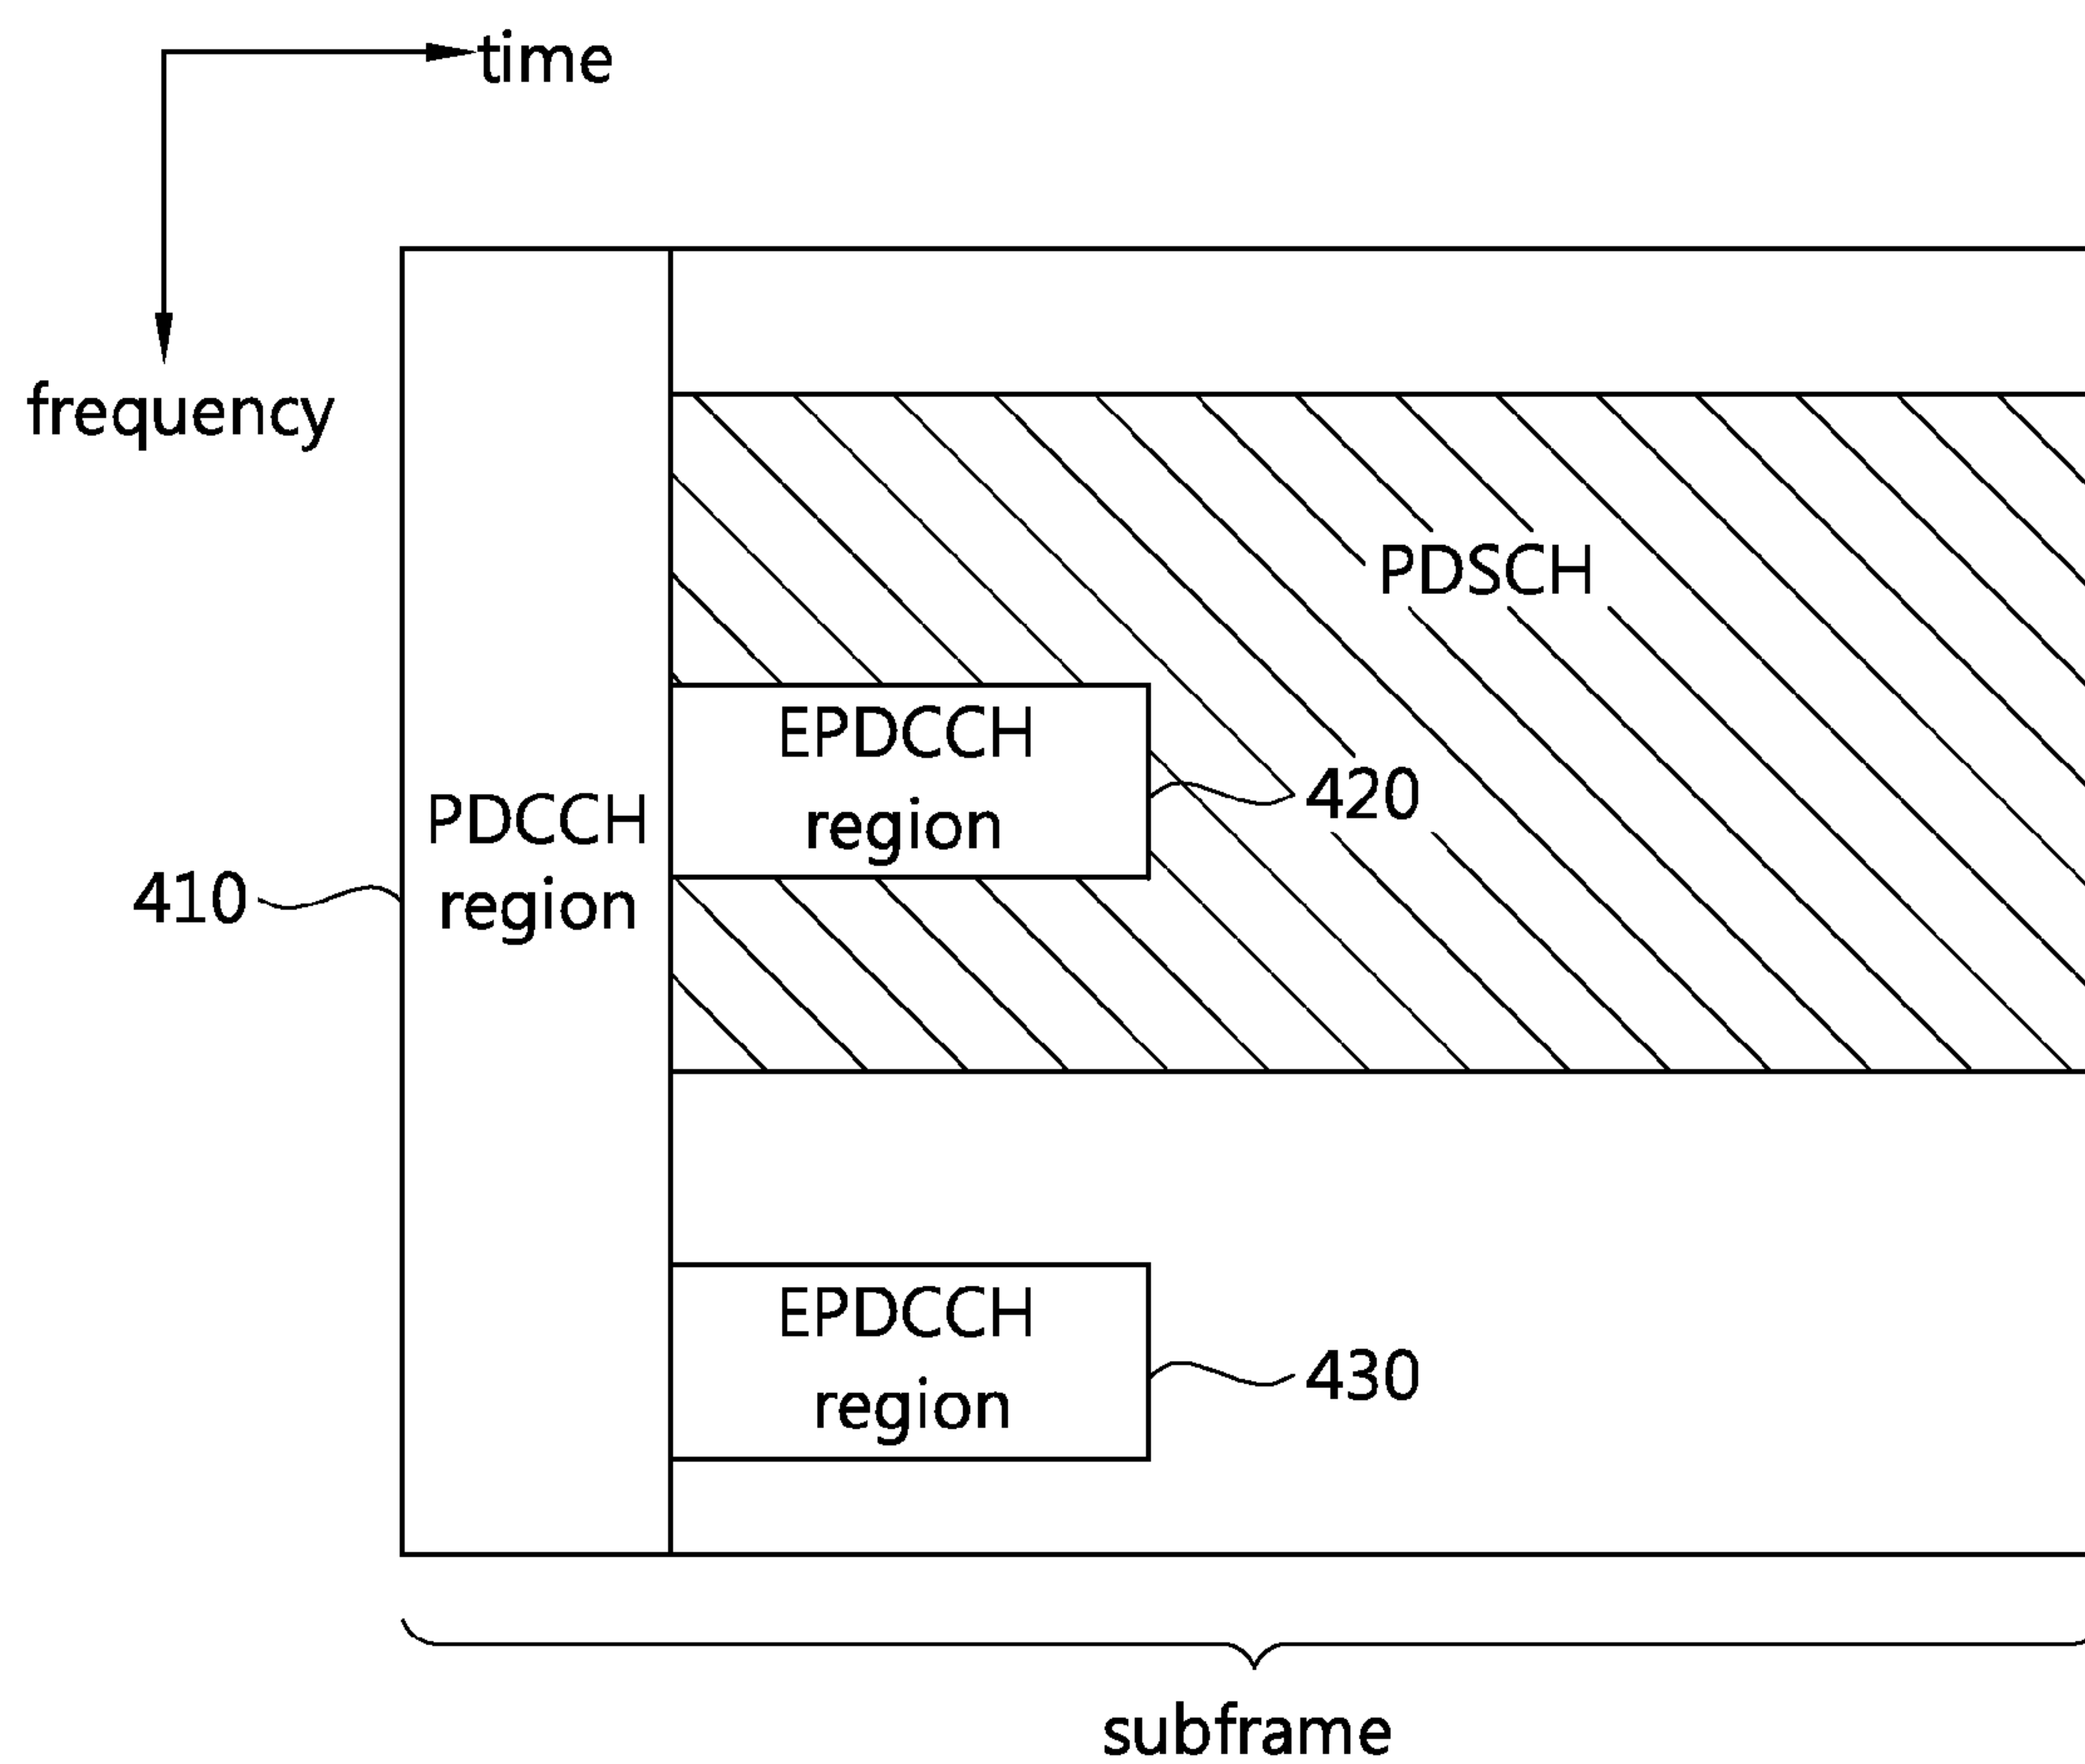 time
frequency
PDSCH
EPDCCH
region
420
PDCCH
region
410
EPDCCH
region
430
subframe